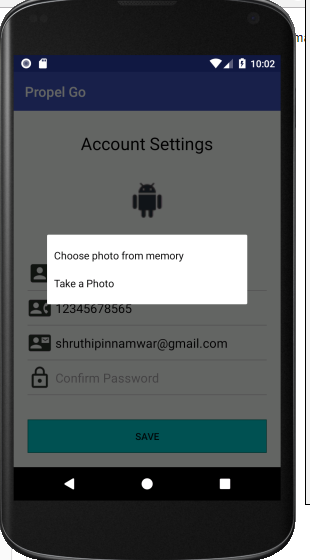 ma
10:02
Propel Go
Account Settings
Choose photo from memory
Take a Photo
12345678565
shruthipinnamwar@gmail.com
Confirm Password
SAVE